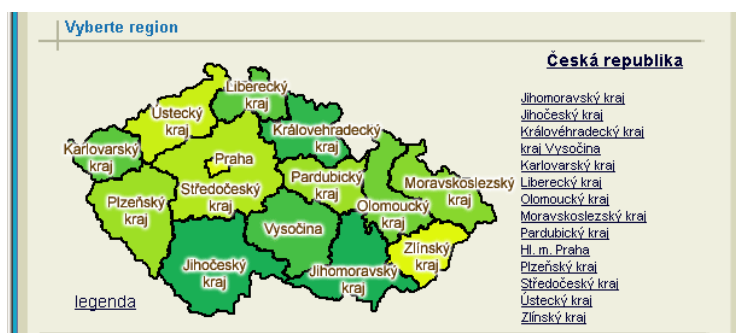 Vyberte region
Česká republika
Liberecký
kraj
Ústecký
kraj
Královehradecký
kraj
Karlovarský
kraj
Praha
Pardubický
kraj
Moravskoslezský
kraj
Středočeský
kraj
Plzeňský
kraj
Olomoucký
kraj
Vysočina
Zlínský
kraj
Jihočeský
kraj
Jihomoravský
kraj
legenda
Jihomoravský kraj
Jihočeský kraj
Královéhradecký kraj
kraj Vysočina
Karlovarský kraj
Liberecký kraj
Olomoucký kraj
Moravskoslezský kraj
Pardubický kraj
Hl. m. Praha
Plzeňský kraj
Středočeský kraj
Ústecký kraj
Zlínský kraj